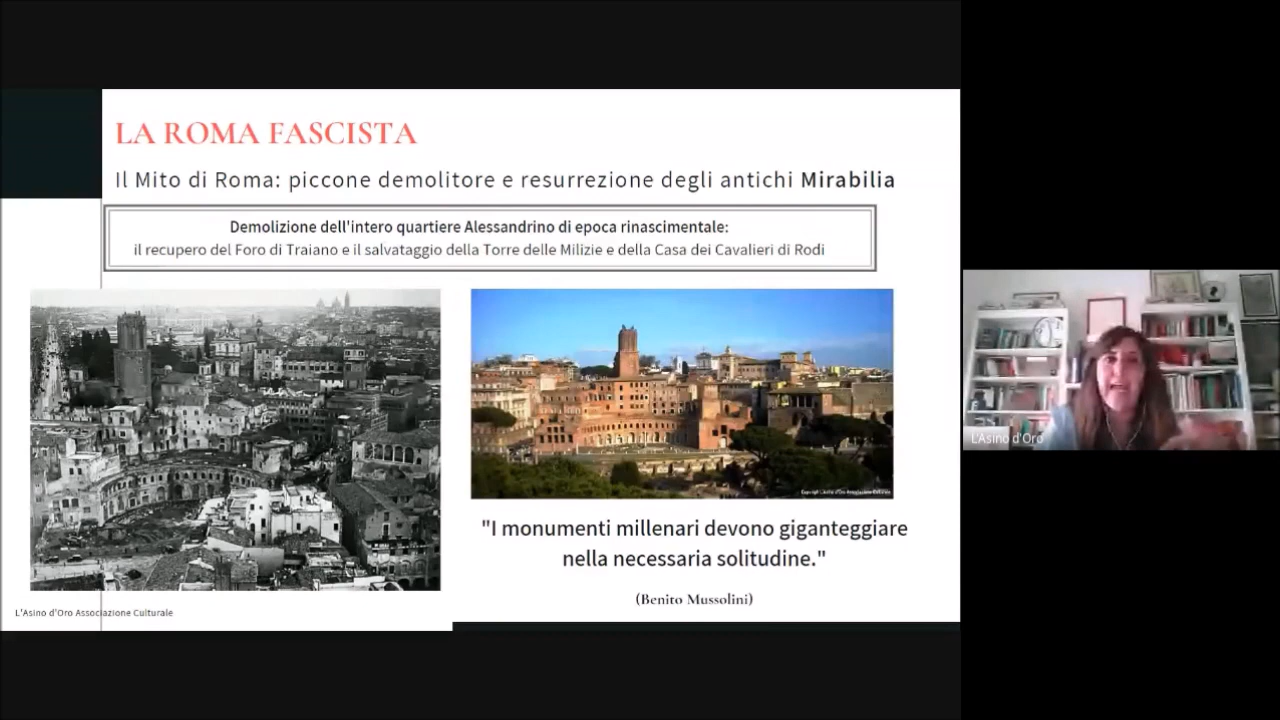 LA ROMA FASCISTA
Il Mito di Roma: piccone demolitore e resurrezione degli antichi Mirabilia
Demolizione dell'intero quartiere Alessandrino di epoca rinascimentale:
il recupero del Foro di Traiano e il salvataggio della Torre delle Milizie e della Casa dei Cavalieri di Rodi
"I monumenti millenari devono giganteggiare
nella necessaria solitudine."
(Benito Mussolini)
L'Asino d'Oro Associazione Culturale
L'Asino d'Oro